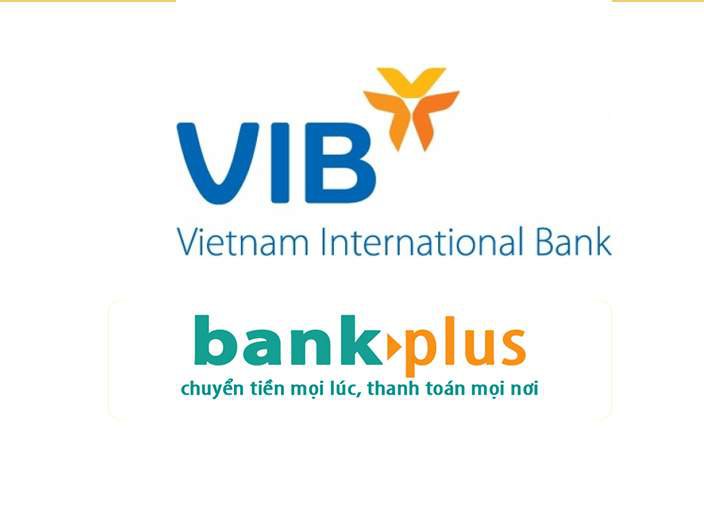 VIB
Vietnam International Bank
bank plus
chuyển tiền mọi lúc, thanh toán mọi nơi